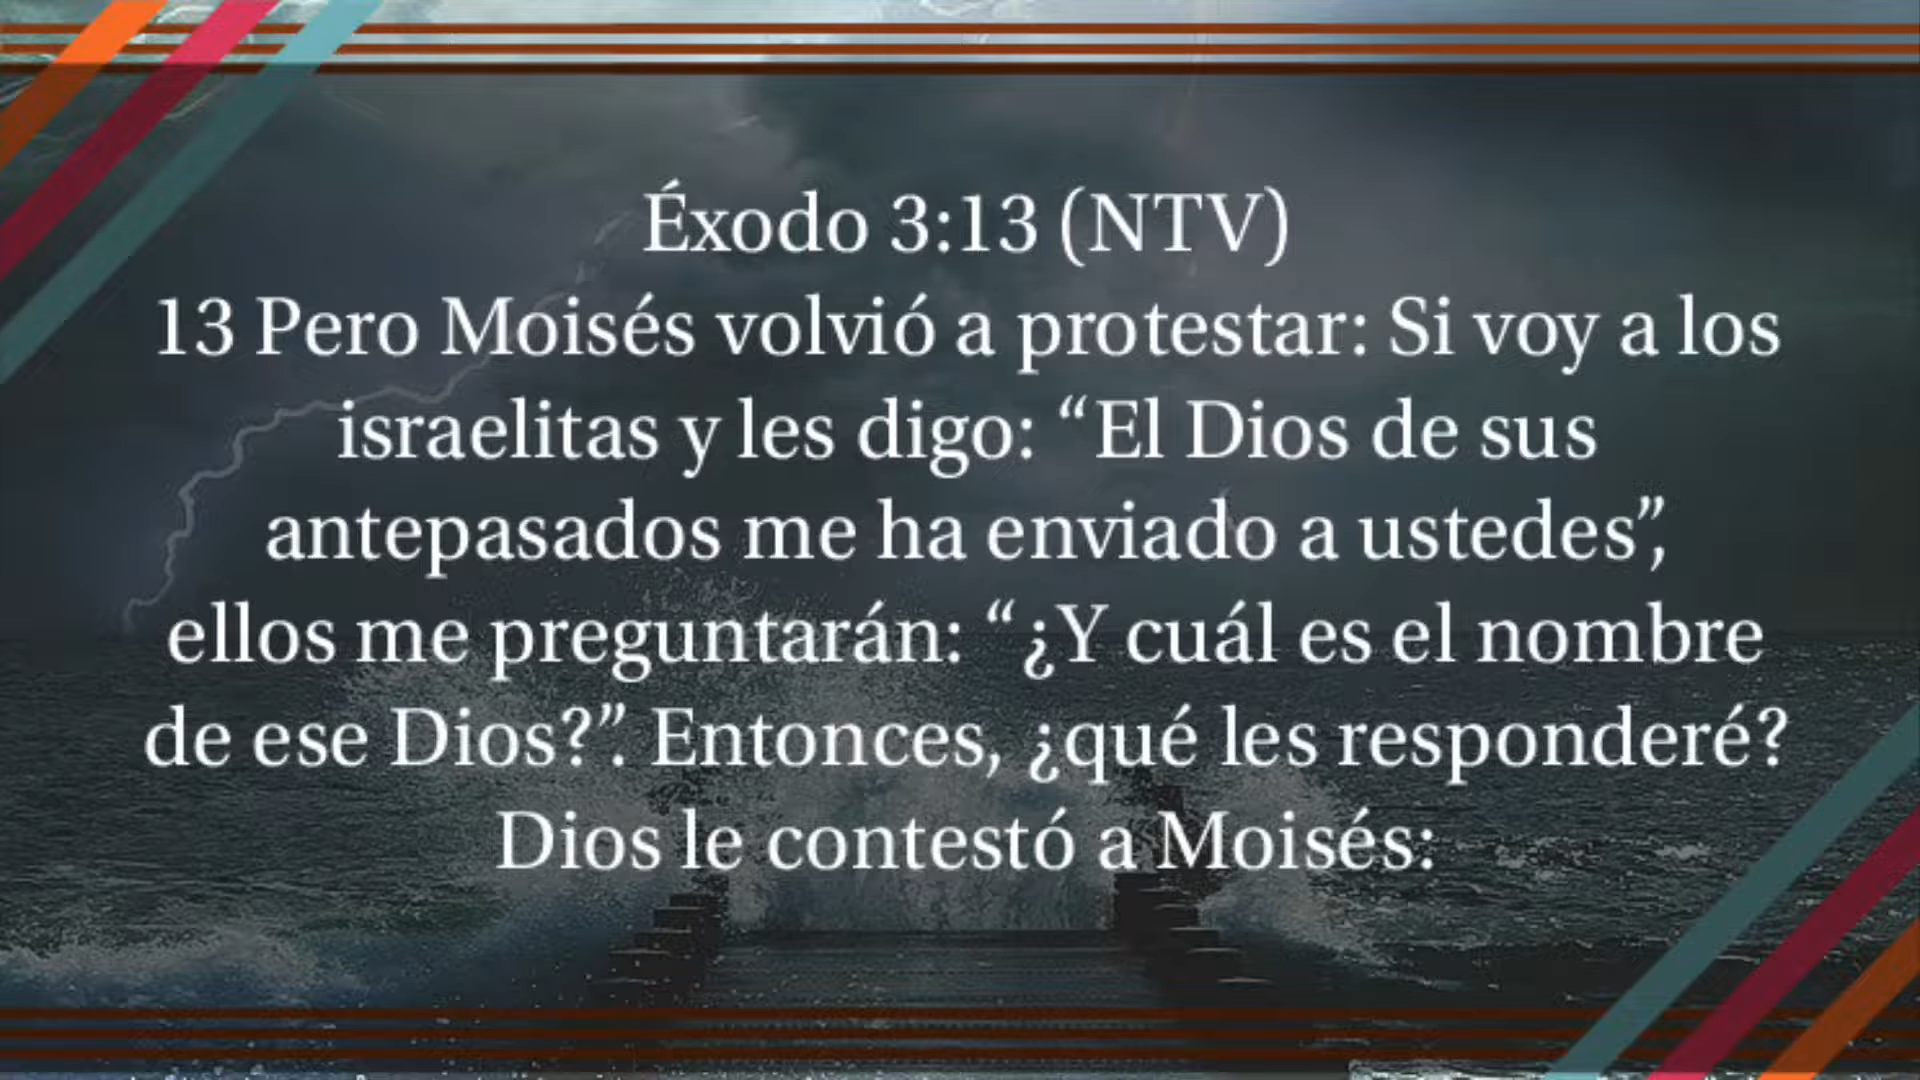 Éxodo 3:13 (NTV)
13 Pero Moisés volvió a protestar: Si voy a los
israelitas y les digo: “El Dios de sus
antepasados me ha enviado a ustedes”,
ellos me preguntarán: “¿Y cuál es el nombre
de ese Dios?”. Entonces, ¿qué les responderé?
Dios le contestó a Moisés: